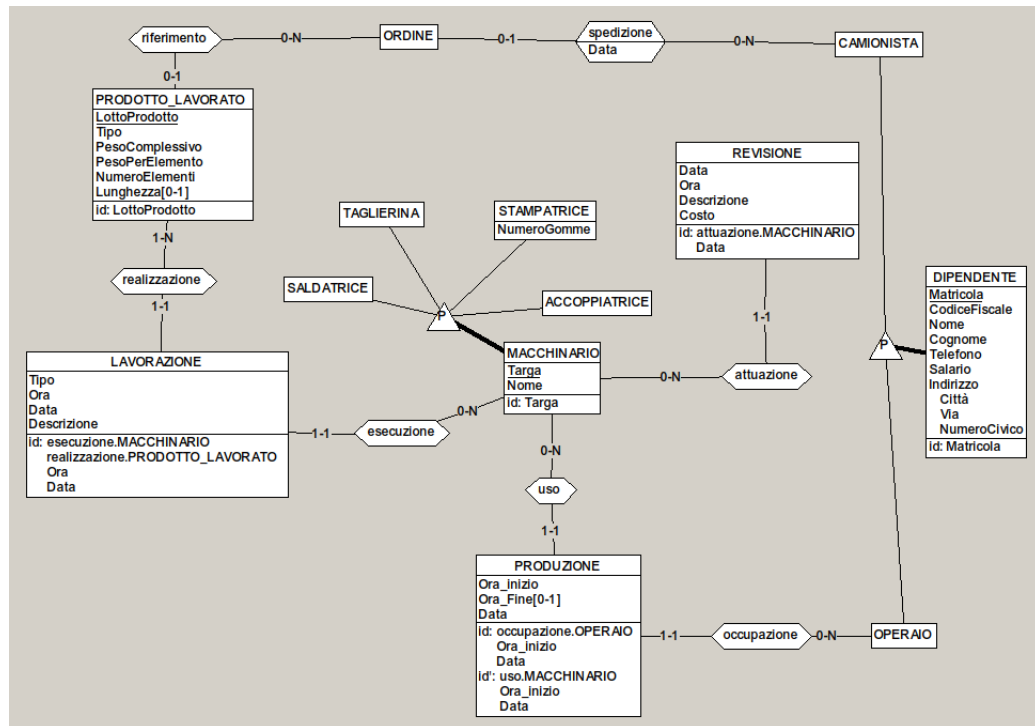 riferimento
0-N
ORDINE
0-1
spedizione
Data
0-N
CAMIONISTA
0-1
PRODOTTO_LAVORATO
LottoProdotto
Tipo
PesoComplessivo
PesoPerElemento
NumeroElementi
Lunghezza[0-1]
id: LottoProdotto
REVISIONE
Data
Ora
Descrizione
Costo
id: attuazione.MACCHINARIO
Data
TAGLIERINA
STAMPATRICE
NumeroGomme
1-N
realizzazione
1-1
SALDATRICE
ACCOPPIATRICE
P
1-1
DIPENDENTE
Matricola
CodiceFiscale
Nome
Cognome
Telefono
Salario
Indirizzo
Città
Via
NumeroCivico
id: Matricola
P
LAVORAZIONE
Tipo
Ora
Data
Descrizione
id: esecuzione.MACCHINARIO
realizzazione.PRODOTTO_LAVORATO
Ora
Data
MACCHINARIO
Targa
Nome
id: Targa
0-N
attuazione
1-1
esecuzione
0-N
0-N
uso
1-1
PRODUZIONE
Ora_inizio
Ora_Fine[0-1]
Data
id: occupazione.OPERAIO
Ora_inizio
Data
id': uso.MACCHINARIO
Ora_inizio
Data
1-1
occupazione
0-N
OPERAIO